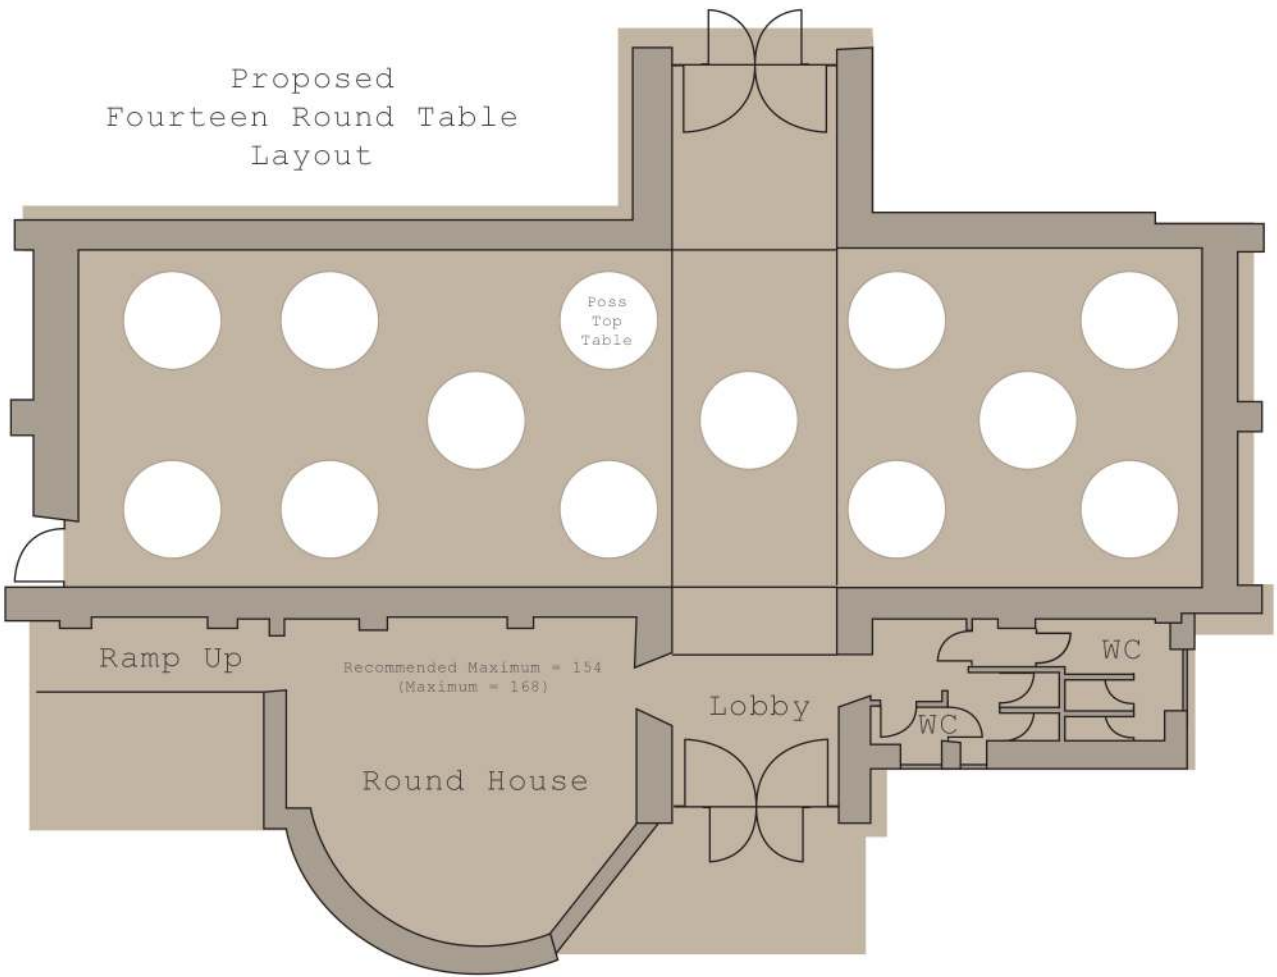 Proposed
Fourteen Round Table
Layout
Poss
Top
Table
Ramp Up
Recommended Maximum = 154
(Maximum = 168)
WC
Lobby
WC
Round House